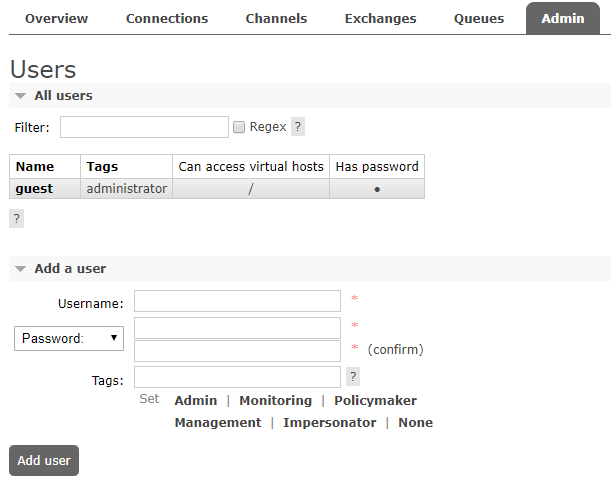 Overview Connections Channels Exchanges Queues Admin
Users
All users
Filter: Regex ?
Name Tags Can access virtual hosts Has password
guest administrator / ●
?
Add a user
Username: *
Password: *
* (confirm)
Tags: ?
Set Admin | Monitoring | Policymaker
Management | Impersonator | None
Add user